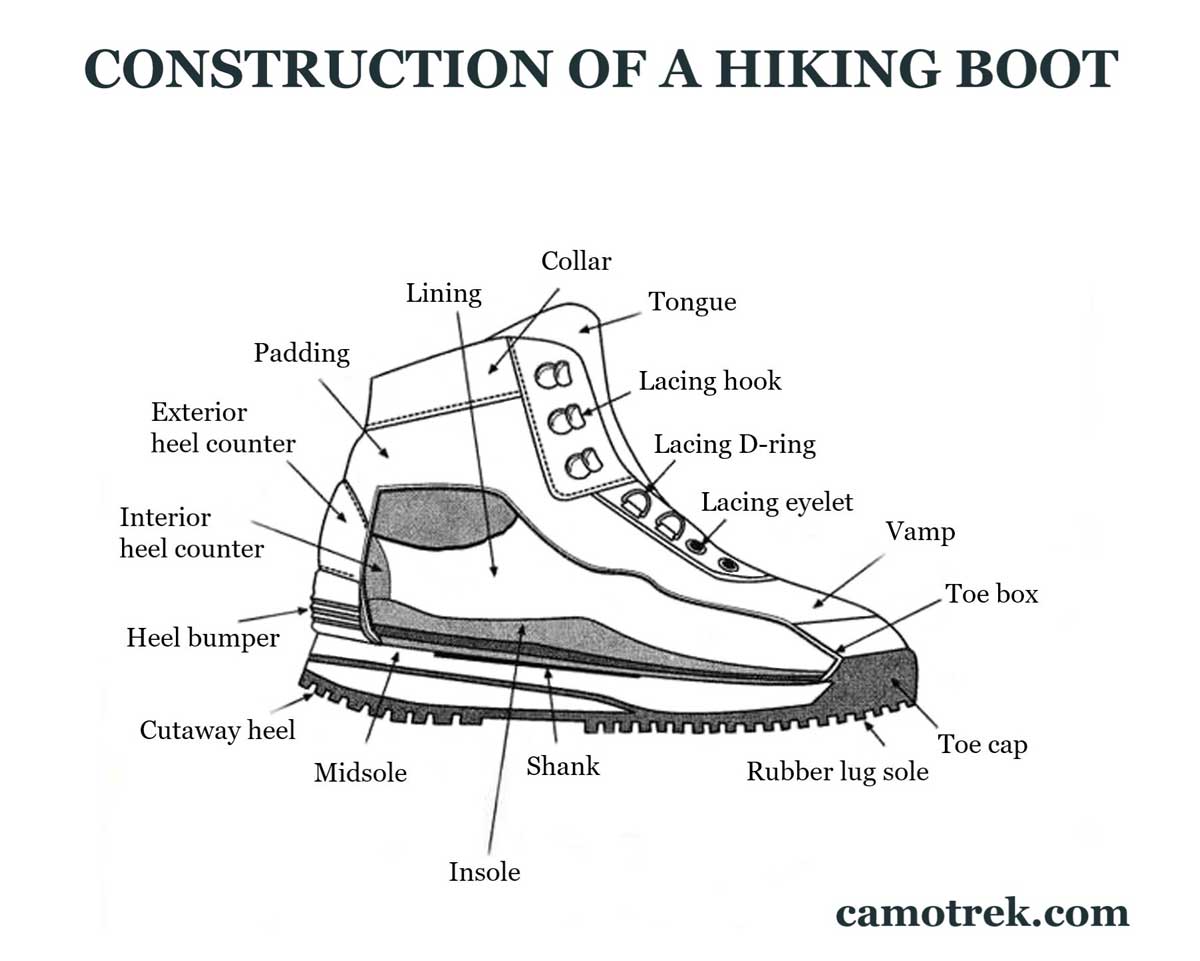 CONSTRUCTION OF A HIKING BOOT
Collar
Lining
Tongue
Padding
Lacing hook
Exterior
heel counter
Lacing D-ring
Lacing eyelet
Interior
heel counter
Vamp
Toe box
Heel bumper
Cutaway heel
Toe cap
Midsole
Shank
Rubber lug sole
Insole
camotrek.com